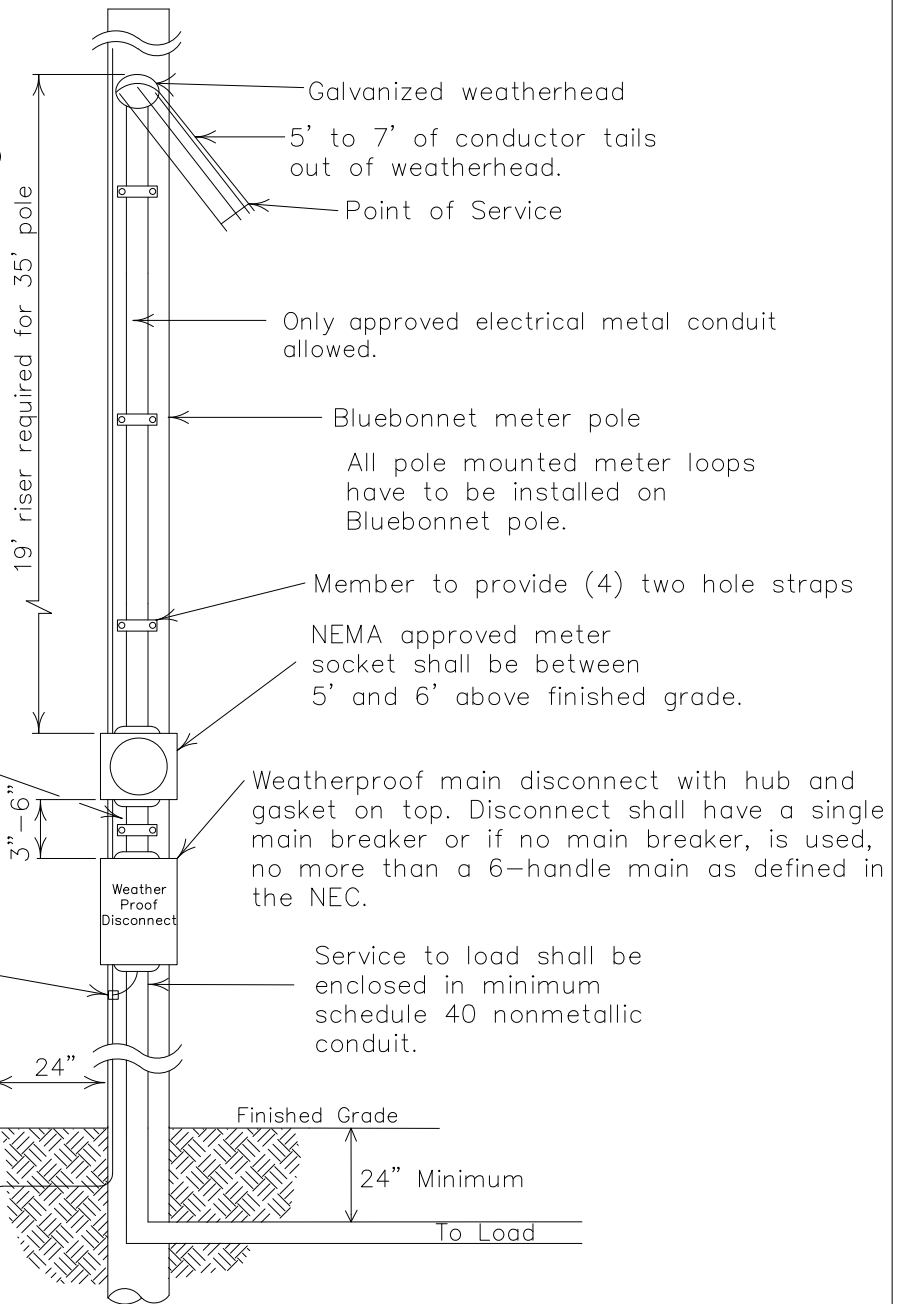 Galvanized weatherhead
5' to 7' of conductor tails
out of weatherhead.
Point of Service
19' riser required for 35' pole
Only approved electrical metal conduit
allowed.
Bluebonnet meter pole
All pole mounted meter loops
have to be installed on
Bluebonnet pole.
Member to provide (4) two hole straps
NEMA approved meter
socket shall be between
5' and 6' above finished grade.
3"-6"
Weatherproof main disconnect with hub and
gasket on top. Disconnect shall have a single
main breaker or if no main breaker, is used,
no more than a 6-handle main as defined in
the NEC.
Weather
Proof
Disconnect
Service to load shall be
enclosed in minimum
schedule 40 nonmetallic
conduit.
24"
Finished Grade
24" Minimum
To Load